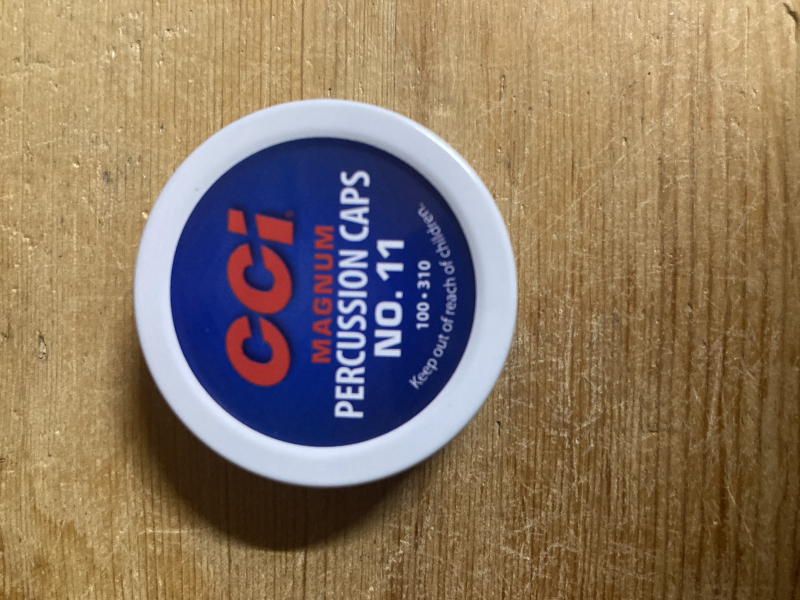 CCi
MAGNUM
PERCUSSION CAPS
NO. 11
100 • 310
Keep out of reach of children.